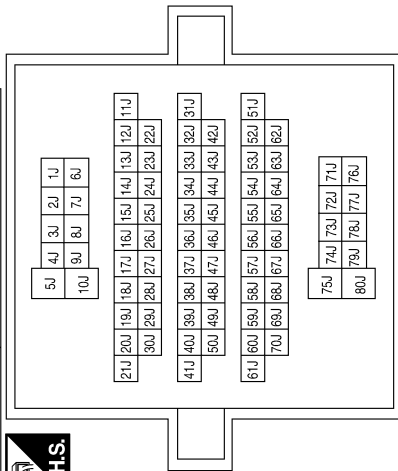 5J 4J 3J 2J 1J
10J 9J 8J 7J 6J
21J 20J 19J 18J 17J 16J 15J 14J 13J 12J 11J
30J 29J 28J 27J 26J 25J 24J 23J 22J
41J 40J 39J 38J 37J 36J 35J 34J 33J 32J 31J
50J 49J 48J 47J 46J 45J 44J 43J 42J
61J 60J 59J 58J 57J 56J 55J 54J 53J 52J 51J
70J 69J 68J 67J 66J 65J 64J 63J 62J
75J 74J 73J 72J 71J
80J 79J 78J 77J 76J
H.S.